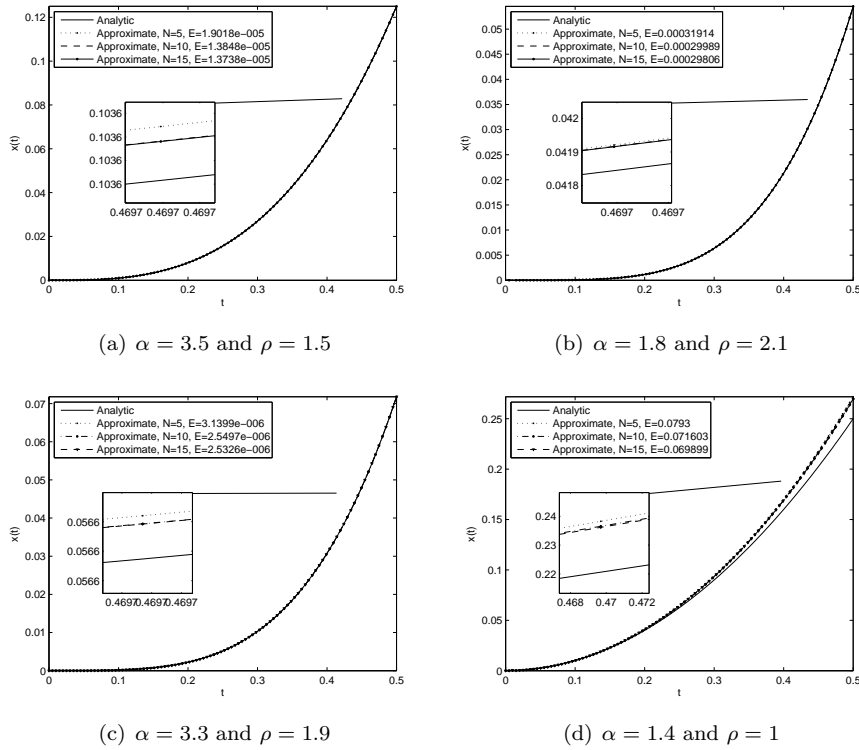 Analytic
Approximate, N=5, E=1.9018e-005
Approximate, N=10, E=1.3848e-005
Approximate, N=15, E=1.3738e-005
0.12
0.1
0.08
0.06
0.04
0.02
0
x(t)
0.1036
0.1036
0.1036
0.1036
0.4697 0.4697 0.4697
0 0.1 0.2 0.3 0.4 0.5
t
(a) α = 3.5 and ρ = 1.5
Analytic
Approximate, N=5, E=0.00031914
Approximate, N=10, E=0.00029989
Approximate, N=15, E=0.00029806
0.05
0.045
0.04
0.035
0.03
0.025
0.02
0.015
0.01
0.005
0
x(t)
0.042
0.0419
0.0418
0.4697 0.4697
0 0.1 0.2 0.3 0.4 0.5
t
(b) α = 1.8 and ρ = 2.1
Analytic
Approximate, N=5, E=3.1399e-006
Approximate, N=10, E=2.5497e-006
Approximate, N=15, E=2.5326e-006
0.07
0.06
0.05
0.04
0.03
0.02
0.01
0
x(t)
0.0566
0.0566
0.0566
0.4697 0.4697 0.4697
0 0.1 0.2 0.3 0.4 0.5
t
(c) α = 3.3 and ρ = 1.9
Analytic
Approximate, N=5, E=0.0793
Approximate, N=10, E=0.071603
Approximate, N=15, E=0.069899
0.25
0.2
0.15
0.1
0.05
0
x(t)
0.24
0.23
0.22
0.468 0.47 0.472
0 0.1 0.2 0.3 0.4 0.5
t
(d) α = 1.4 and ρ = 1